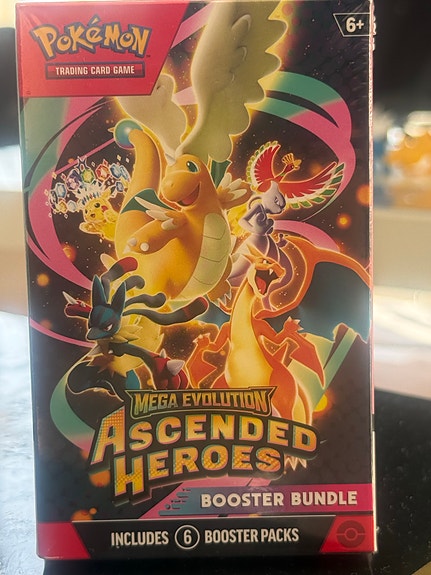 POKéMON
TRADING CARD GAME
6+
MEGA EVOLUTION
ASCENDED
HEROES
BOOSTER BUNDLE
INCLUDES 6 BOOSTER PACKS